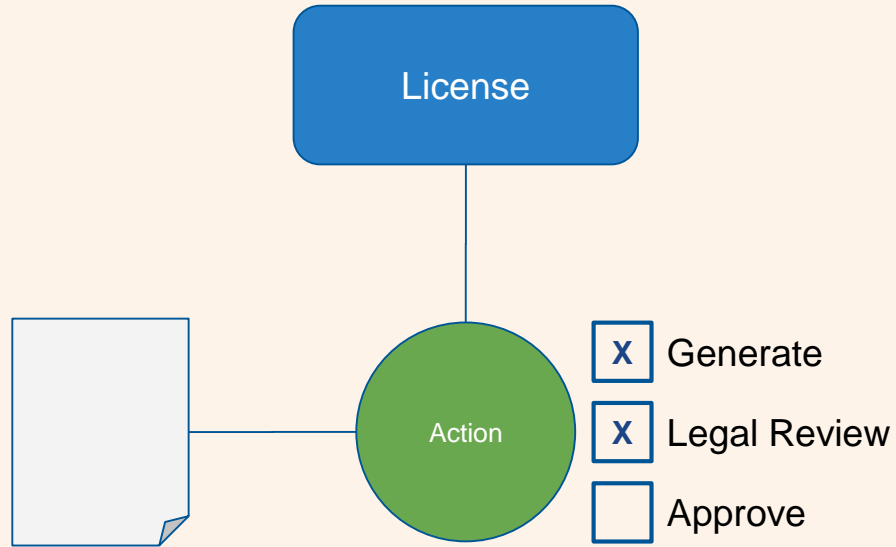 License
Action
X Generate
X Legal Review
Approve